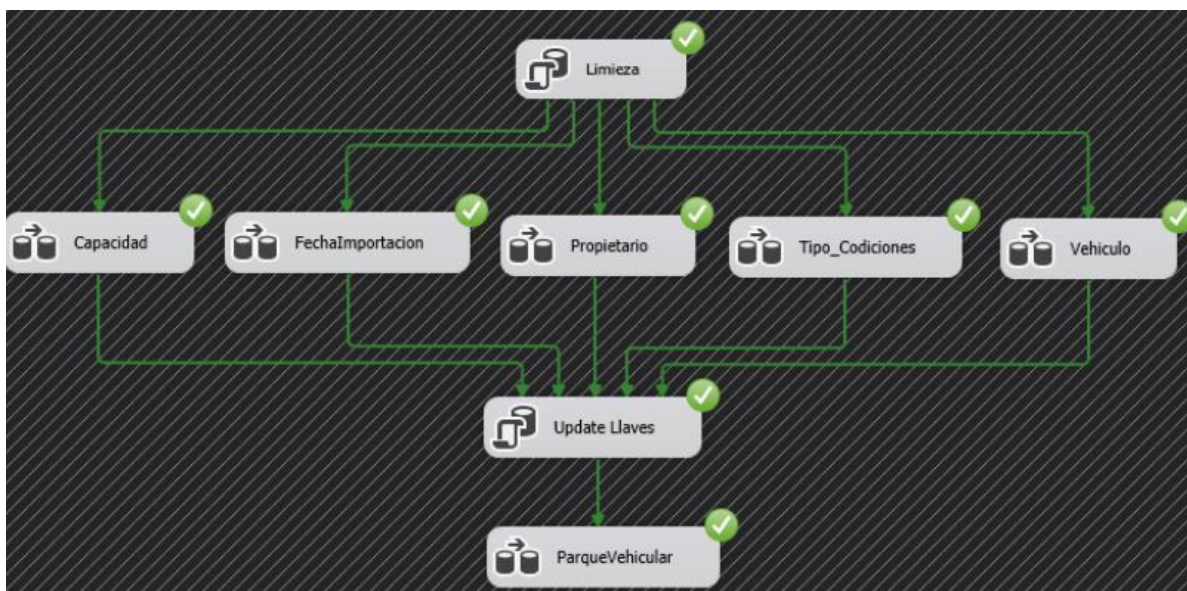 Limieza
Capacidad
FechaImportacion
Propietario
Tipo_Codiciones
Vehiculo
Update Llaves
ParqueVehicular